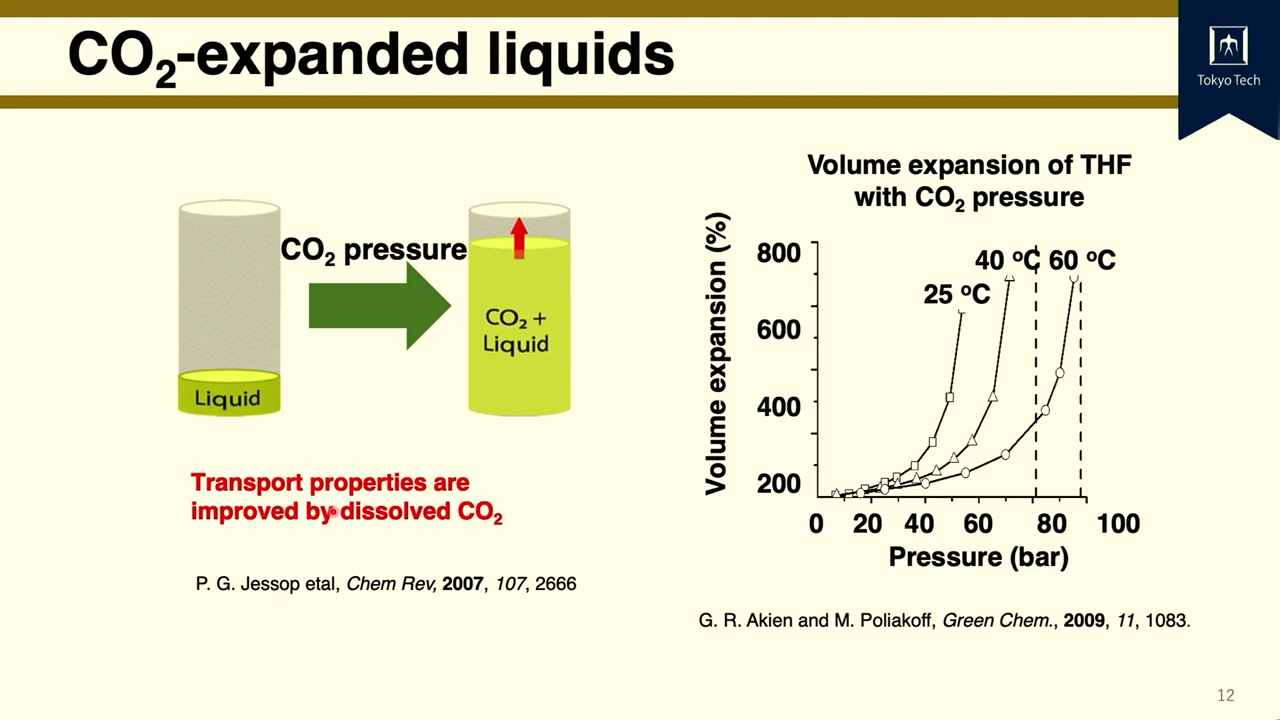 CO₂-expanded liquids
Tokyo Tech
CO₂ pressure
Liquid
CO₂ +
Liquid
Transport properties are
improved by dissolved CO₂
P. G. Jessop etal, Chem Rev, 2007, 107, 2666
Volume expansion of THF
with CO₂ pressure
Volume expansion (%)
800
600
400
200
25 ºC
40 ºC
60 ºC
0 20 40 60 80 100
Pressure (bar)
G. R. Akien and M. Poliakoff, Green Chem., 2009, 11, 1083.
12